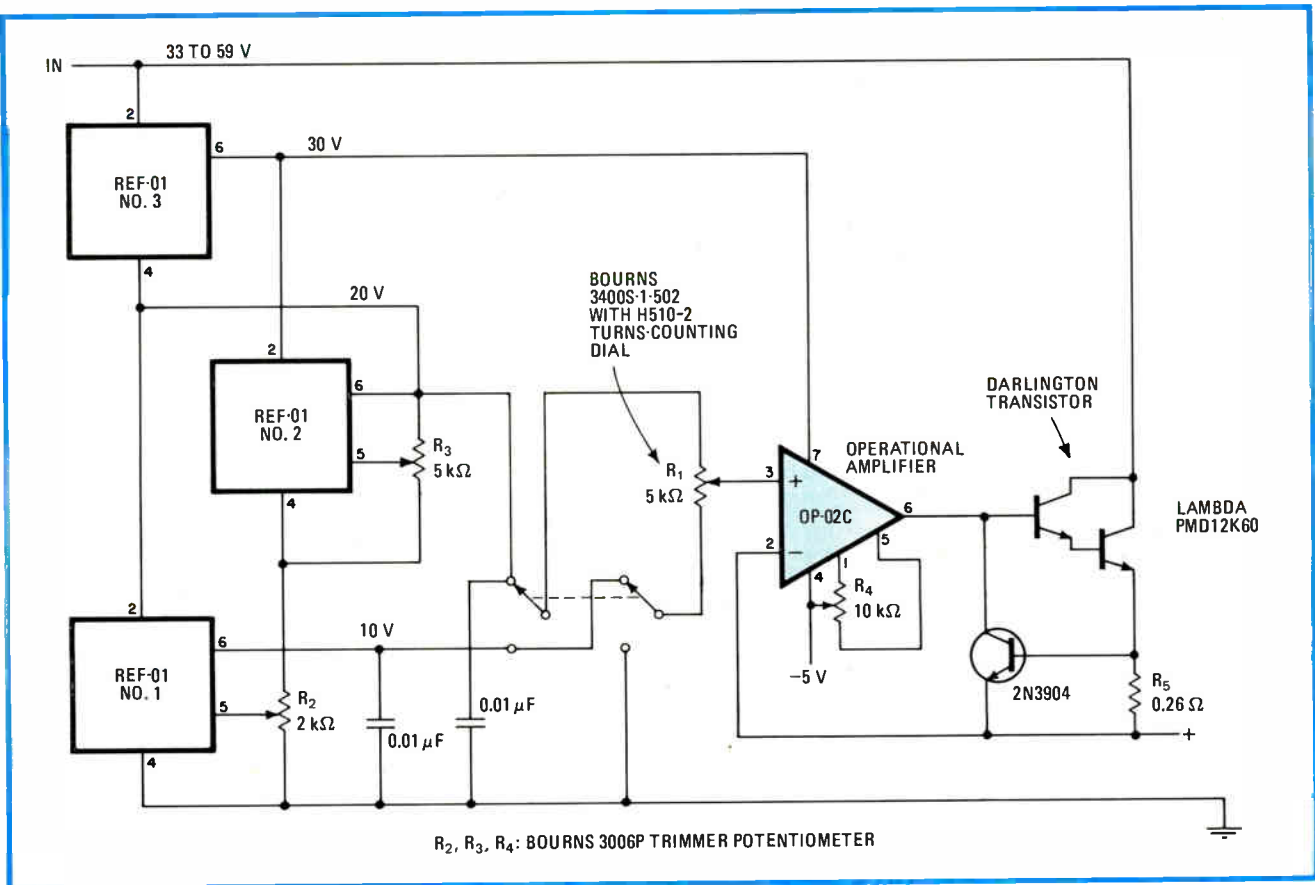 33 TO 59 V
IN
2
REF-01
NO. 3
6
30 V
4
20 V
2
REF-01
NO. 2
6
5
4
R3
5 kΩ
BOURNS
3400S-1-502
WITH H510-2
TURNS-COUNTING
DIAL
R1
5 kΩ
OPERATIONAL
AMPLIFIER
7
3
+
OP-02C
6
2
−
5
4
1
R4
10 kΩ
−5 V
DARLINGTON
TRANSISTOR
LAMBDA
PMD12K60
2N3904
R5
0.26 Ω
+
2
REF-01
NO. 1
6
10 V
5
4
R2
2 kΩ
0.01 μF
0.01 μF
R2, R3, R4: BOURNS 3006P TRIMMER POTENTIOMETER